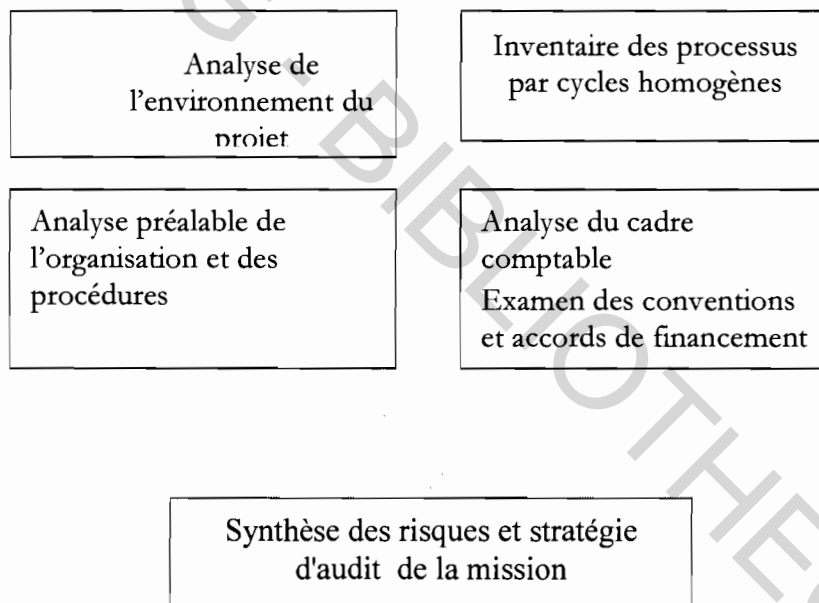 Analyse de
l'environnement du
projet
Inventaire des processus
par cycles homogènes
Analyse préalable de
l'organisation et des
procédures
Analyse du cadre
comptable
Examen des conventions
et accords de financement
Synthèse des risques et stratégie
d'audit de la mission
G - BIBLIOTHE